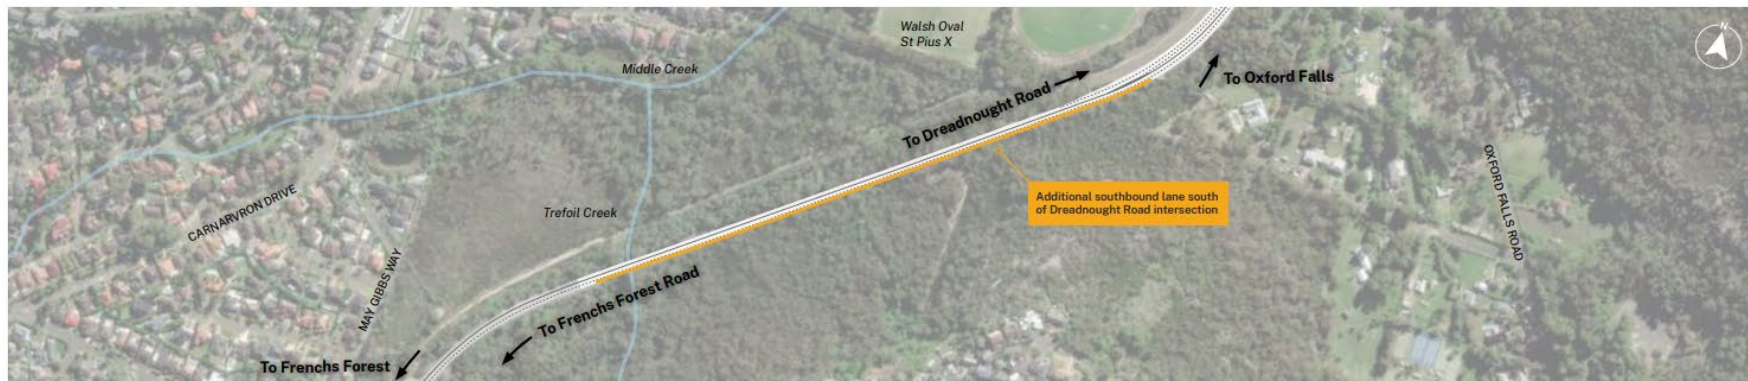 Walsh Oval
St Pius X
N
Middle Creek
To Dreadnought Road
To Oxford Falls
CARNARVRON DRIVE
Trefoil Creek
MAY GIBBS WAY
Additional southbound lane south
of Dreadnought Road intersection
OXFORD FALLS ROAD
To Frenchs Forest Road
To Frenchs Forest